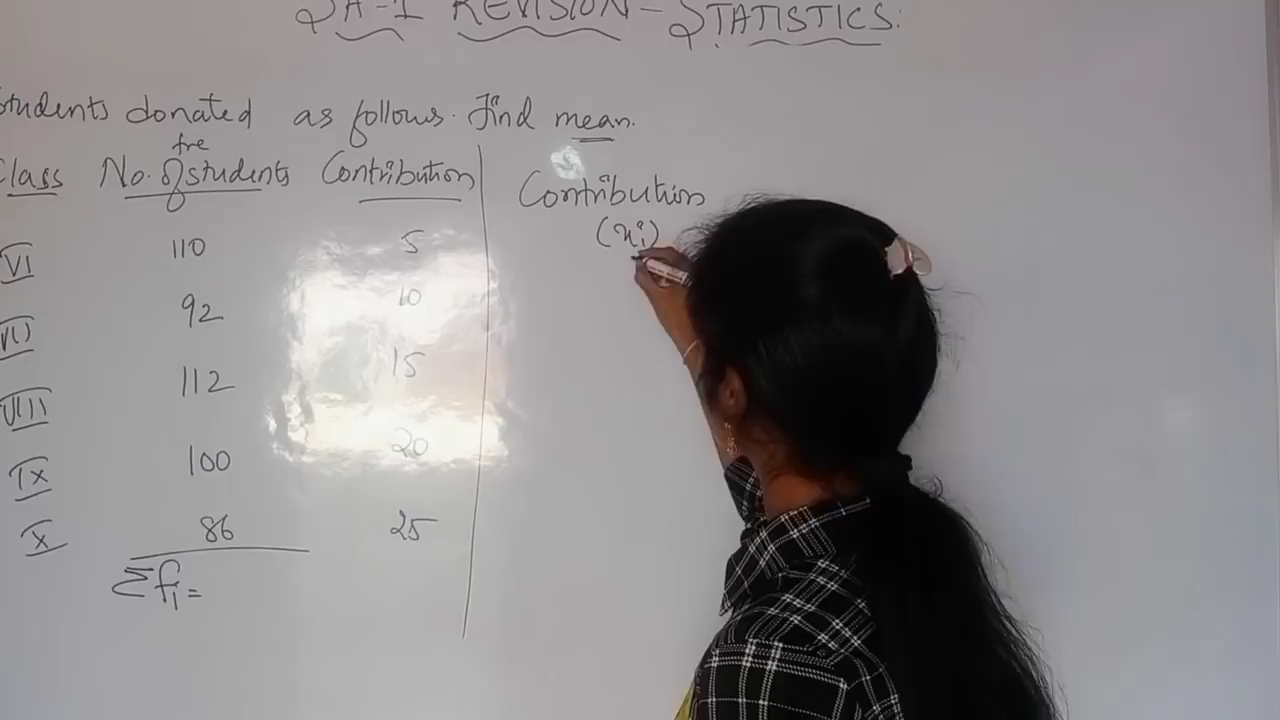 SA-1 REVISION - STATISTICS:
Students donated as follows. Find mean.
fre
Class No. of students Contribution
VI 110 5
VII 92 10
VIII 112 15
IX 100 20
X 86 25
Σfi =
Contribution
(xi)